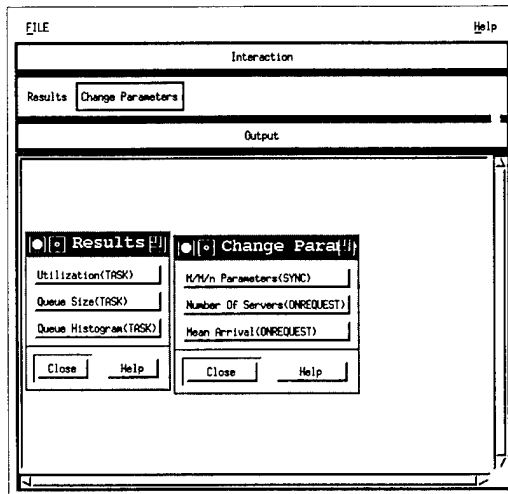 FILE Help
Interaction
Results Change Parameters
Output
Results
Utilization(TASK)
Queue Size(TASK)
Queue Histogram(TASK)
Close Help
Change Para
M/M/n Parameters(SYNC)
Number Of Servers(ONREQUEST)
Mean Arrival(ONREQUEST)
Close Help